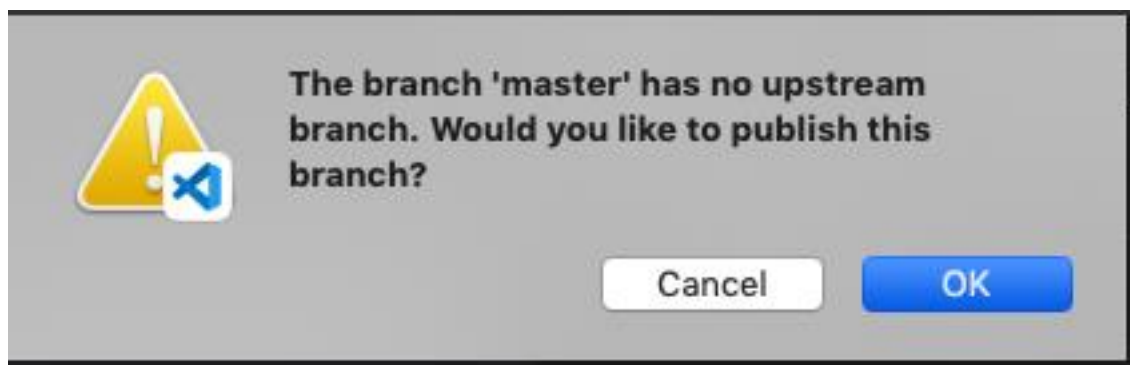 The branch 'master' has no upstream
branch. Would you like to publish this
branch?
Cancel OK